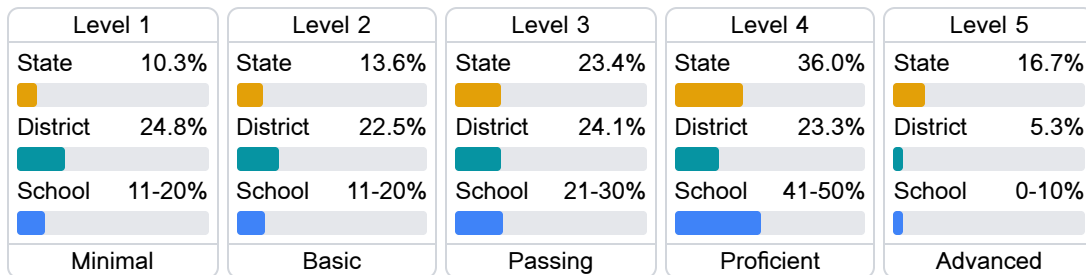 Level 1
State 10.3%
District 24.8%
School 11-20%
Minimal
Level 2
State 13.6%
District 22.5%
School 11-20%
Basic
Level 3
State 23.4%
District 24.1%
School 21-30%
Passing
Level 4
State 36.0%
District 23.3%
School 41-50%
Proficient
Level 5
State 16.7%
District 5.3%
School 0-10%
Advanced